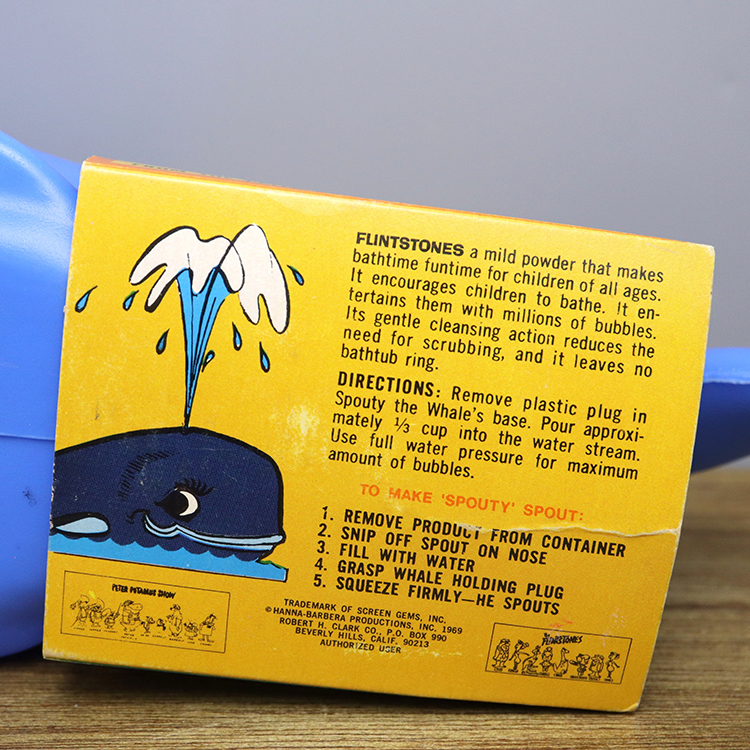 FLINTSTONES a mild powder that makes
bathtime funtime for children of all ages.
It encourages children to bathe. It en-
tertains them with millions of bubbles.
Its gentle cleansing action reduces the
need for scrubbing, and it leaves no
bathtub ring.
DIRECTIONS: Remove plastic plug in
Spouty the Whale's base. Pour approxi-
mately ⅓ cup into the water stream.
Use full water pressure for maximum
amount of bubbles.
TO MAKE 'SPOUTY' SPOUT:
1. REMOVE PRODUCT FROM CONTAINER
2. SNIP OFF SPOUT ON NOSE
3. FILL WITH WATER
4. GRASP WHALE HOLDING PLUG
5. SQUEEZE FIRMLY—HE SPOUTS
PETER POTAMUS SHOW
TRADEMARK OF SCREEN GEMS, INC.
© HANNA-BARBERA PRODUCTIONS, INC. 1969
ROBERT H. CLARK CO., P.O. BOX 990
BEVERLY HILLS, CALIF. 90213
AUTHORIZED USER
The FLINTSTONES